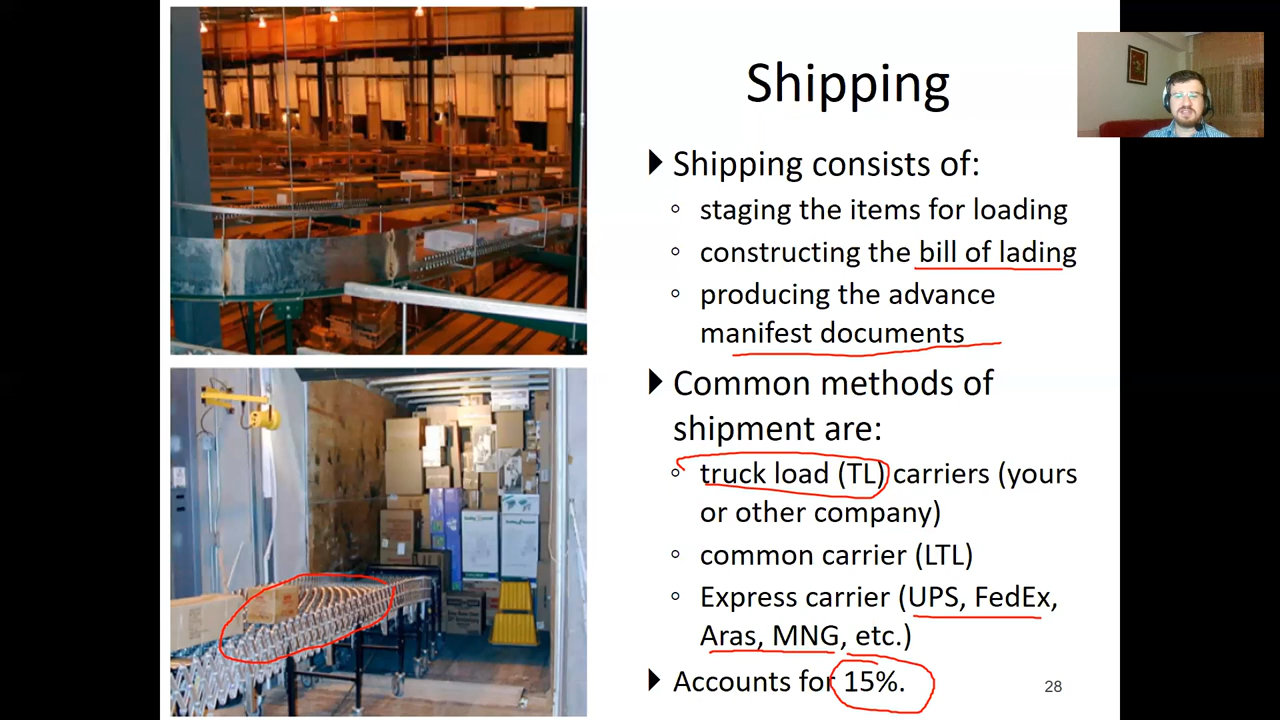 Shipping
Shipping consists of:
staging the items for loading
constructing the bill of lading
producing the advance
manifest documents
Common methods of
shipment are:
truck load (TL) carriers (yours
or other company)
common carrier (LTL)
Express carrier (UPS, FedEx,
Aras, MNG, etc.)
Accounts for 15%.
28